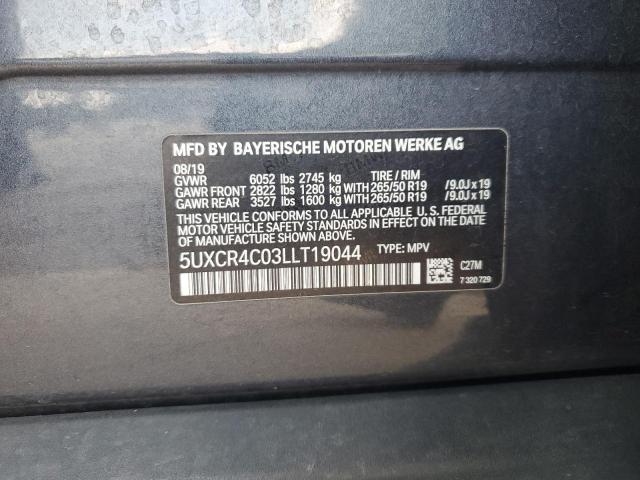 MFD BY BAYERISCHE MOTOREN WERKE AG
08/19
GVWR 6052 lbs 2745 kg TIRE / RIM
GAWR FRONT 2822 lbs 1280 kg WITH 265/50 R19 /9.0J x 19
GAWR REAR 3527 lbs 1600 kg WITH 265/50 R19 /9.0J x 19
THIS VEHICLE CONFORMS TO ALL APPLICABLE U. S. FEDERAL
MOTOR VEHICLE SAFETY STANDARDS IN EFFECT ON THE
DATE OF MANUFACTURE SHOWN ABOVE.
5UXCR4C03LLT19044 TYPE: MPV
C27M
7 320 729